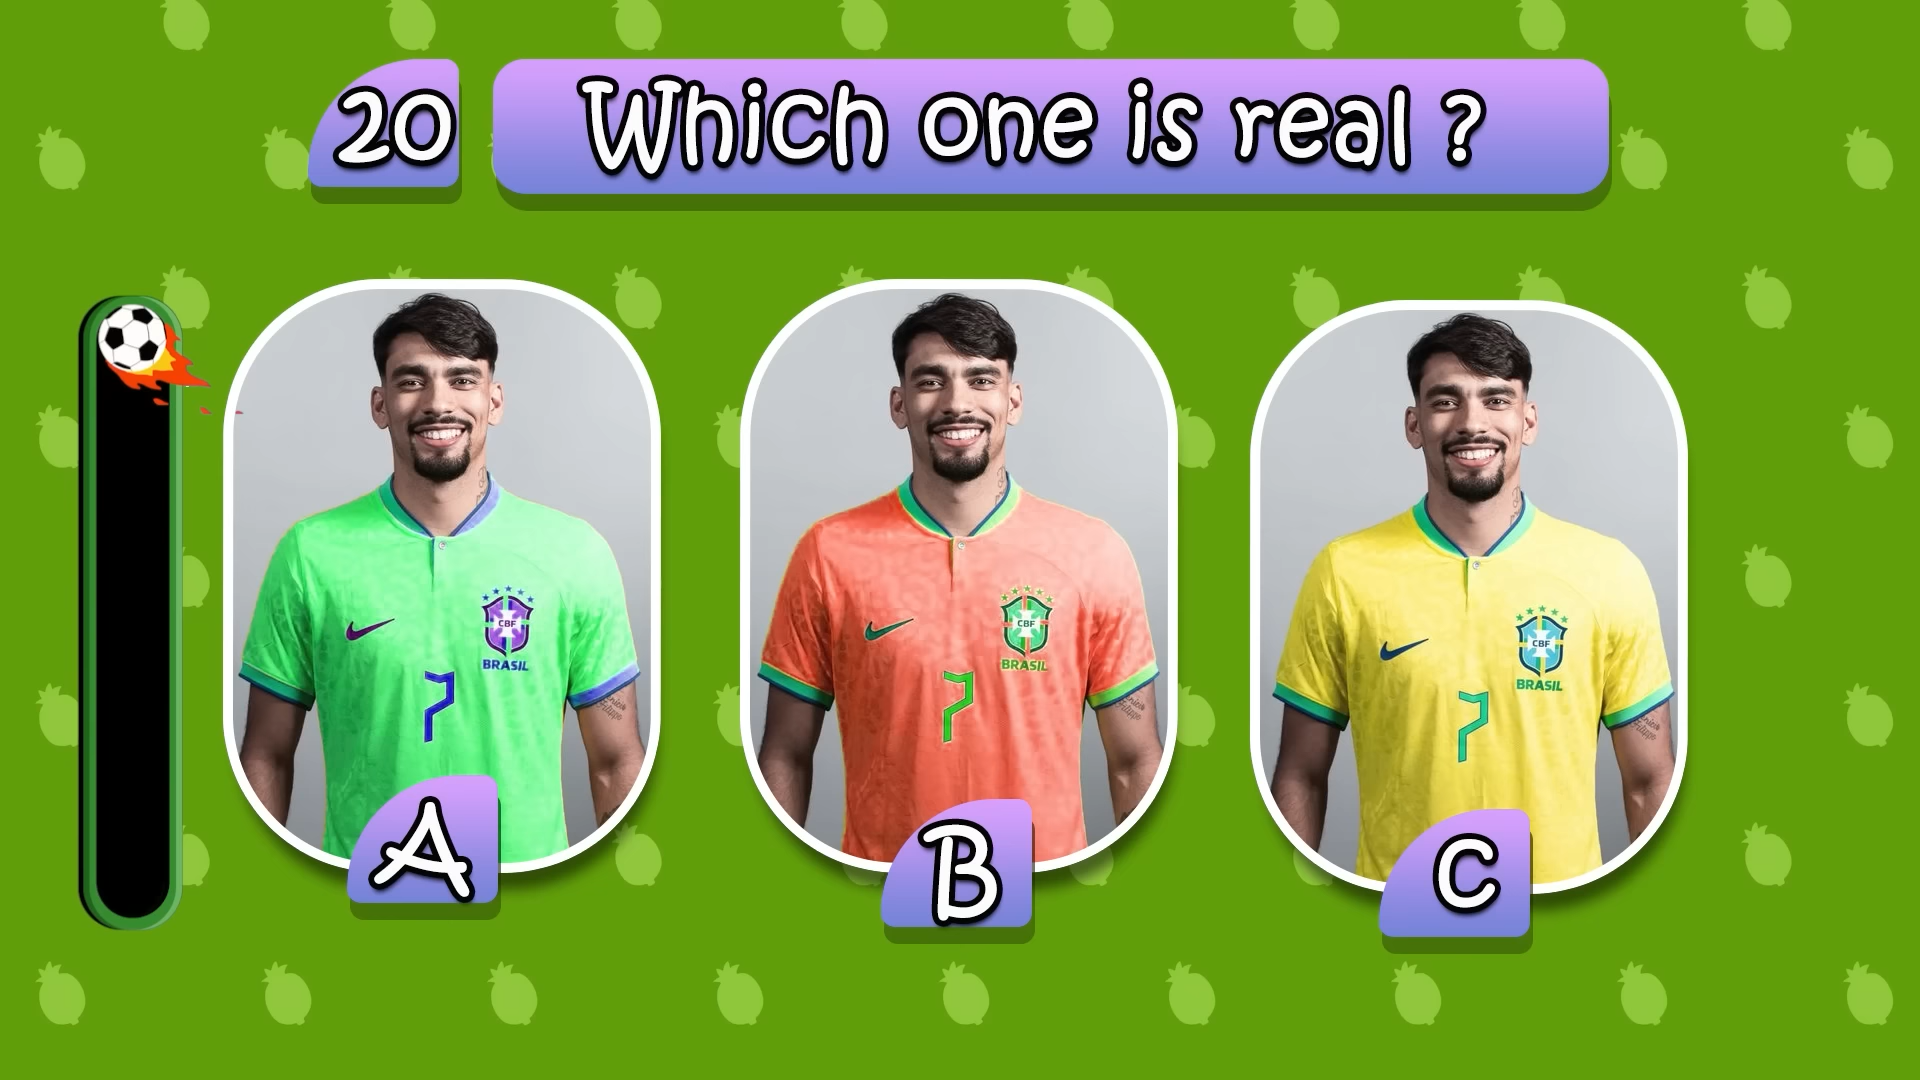 20
Which one is real ?
CBF
BRASIL
7
CBF
BRASIL
7
CBF
BRASIL
7
A
B
C